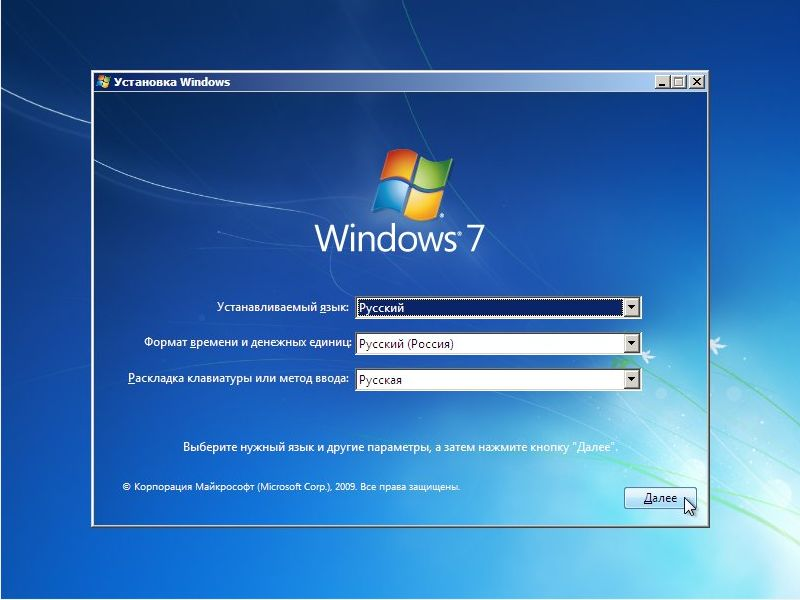 Установка Windows
Windows® 7
Устанавливаемый язык: Русский
Формат времени и денежных единиц: Русский (Россия)
Раскладка клавиатуры или метод ввода: Русская
Выберите нужный язык и другие параметры, а затем нажмите кнопку "Далее".
© Корпорация Майкрософт (Microsoft Corp.), 2009. Все права защищены.
Далее